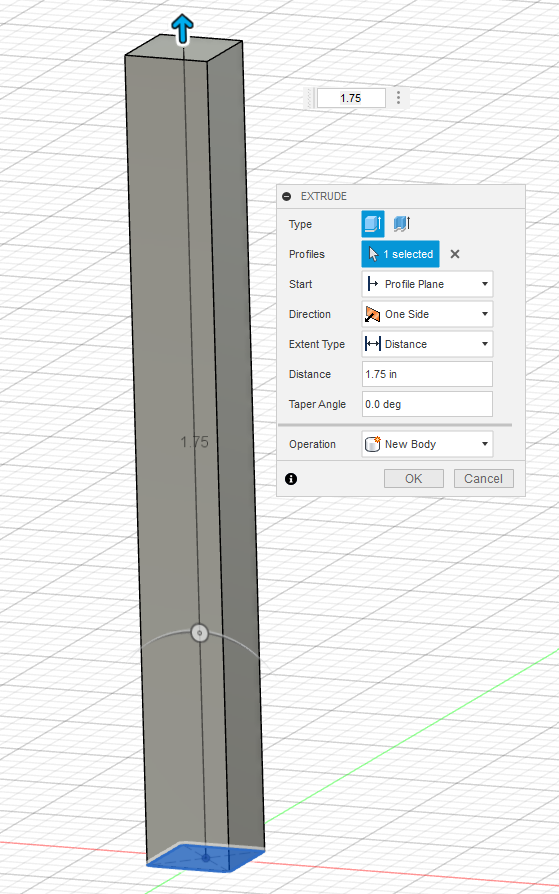 1.75
EXTRUDE
Type
Profiles 1 selected
Start Profile Plane
Direction One Side
Extent Type Distance
Distance 1.75 in
Taper Angle 0.0 deg
1.75
Operation New Body
OK Cancel